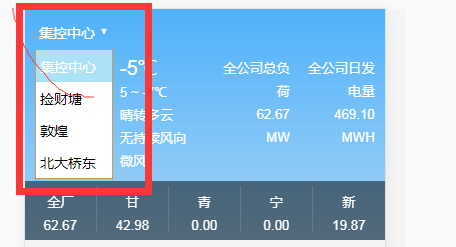 集控中心 ▼
集控中心
捡财塘
敦煌
北大桥东
-5℃
5 ~ -7℃
晴转多云
无持续风向
微风
全公司总负
荷
62.67
MW
全公司日发
电量
469.10
MWH
全厂 甘 青 宁 新
62.67 42.98 0.00 0.00 19.87